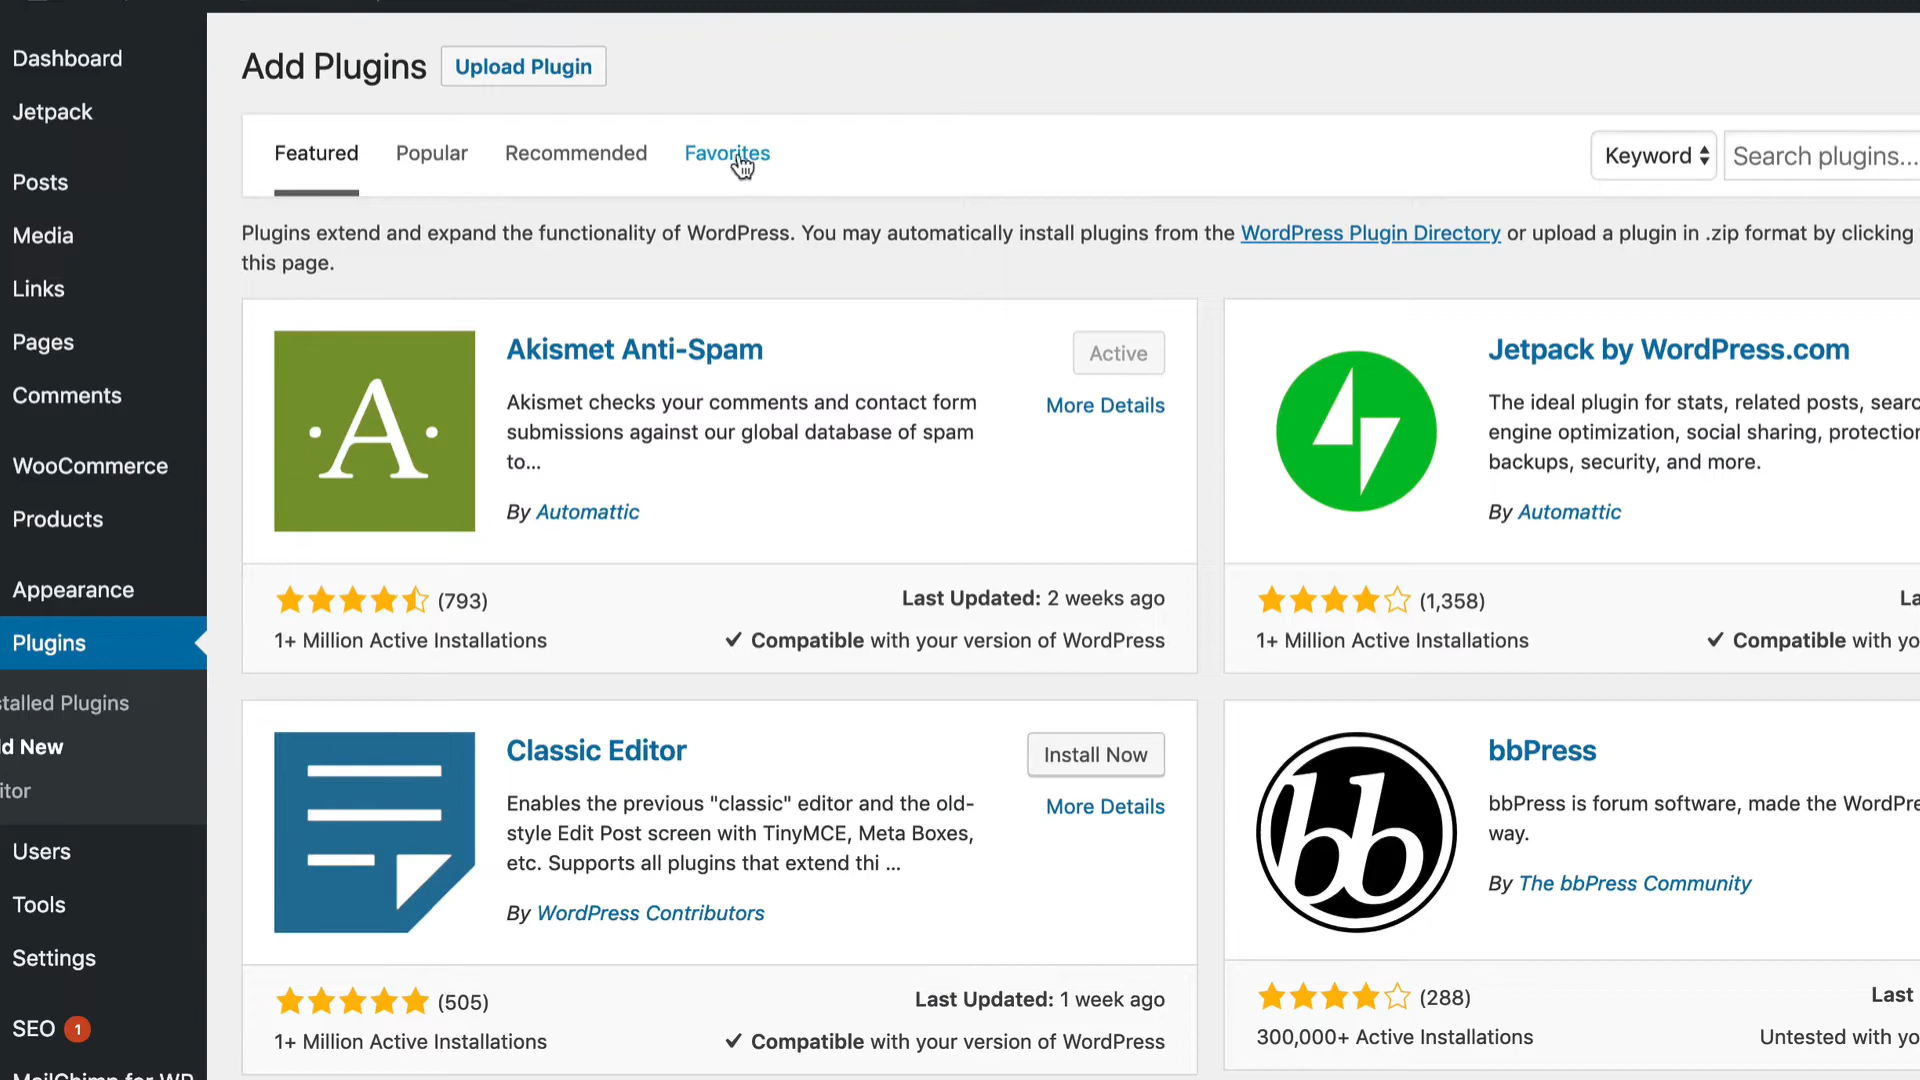 Dashboard
Jetpack
Posts
Media
Links
Pages
Comments
WooCommerce
Products
Appearance
Plugins
stalled Plugins
d New
itor
Users
Tools
Settings
SEO 1
MailChimp for WP
Add Plugins Upload Plugin
Featured Popular Recommended Favorites Keyword Search plugins...
Plugins extend and expand the functionality of WordPress. You may automatically install plugins from the WordPress Plugin Directory or upload a plugin in .zip format by clicking
this page.
Akismet Anti-Spam
Active
More Details
Akismet checks your comments and contact form
submissions against our global database of spam
to...
By Automattic
(793)
Last Updated: 2 weeks ago
1+ Million Active Installations
✓ Compatible with your version of WordPress
Jetpack by WordPress.com
The ideal plugin for stats, related posts, searc
engine optimization, social sharing, protection
backups, security, and more.
By Automattic
(1,358)
La
1+ Million Active Installations
✓ Compatible with yo
Classic Editor
Install Now
More Details
Enables the previous "classic" editor and the old-
style Edit Post screen with TinyMCE, Meta Boxes,
etc. Supports all plugins that extend thi ...
By WordPress Contributors
(505)
Last Updated: 1 week ago
1+ Million Active Installations
✓ Compatible with your version of WordPress
bbPress
bbPress is forum software, made the WordPre
way.
By The bbPress Community
(288)
Last
300,000+ Active Installations
Untested with yo